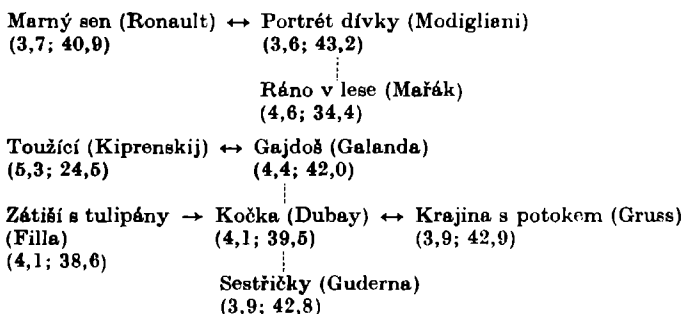 Marný sen (Ronault) ↔ Portrét dívky (Modigliani)
(3,7; 40,9) (3,6; 43,2)
Ráno v lese (Mařák)
(4,6; 34,4)
Toužící (Kiprenskij) ↔ Gajdoš (Galanda)
(5,3; 24,5) (4,4; 42,0)
Zátiší s tulipány → Kočka (Dubay) ↔ Krajina s potokem (Gruss)
(Filla) (4,1; 39,5) (3,9; 42,9)
(4,1; 38,6)
Sestřičky (Guderna)
(3,9; 42,8)